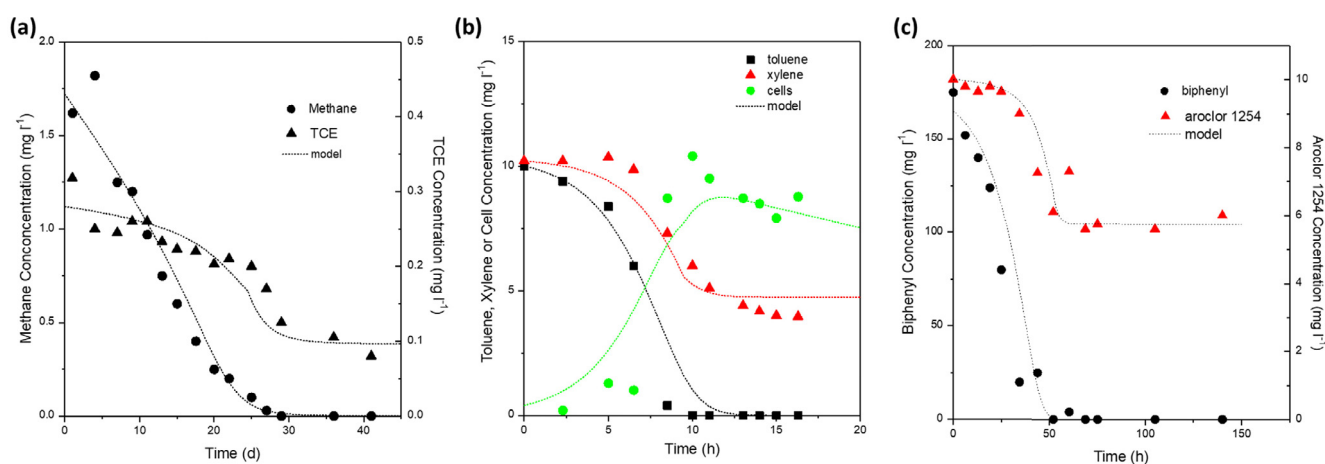 (a)
2.0
1.5
1.0
0.5
0.0
Methane Conconcentration (mg l⁻¹)
0
10
20
30
40
Time (d)
0.5
0.4
0.3
0.2
0.1
0.0
TCE Concentration (mg l⁻¹)
Methane
TCE
model
(b)
15
10
5
0
Toluene, Xylene or Cell Concentration (mg l⁻¹)
0
5
10
15
20
Time (h)
toluene
xylene
cells
model
(c)
200
175
150
125
100
75
50
25
0
Biphenyl Concentration (mg l⁻¹)
0
50
100
150
Time (h)
10
8
6
4
2
0
Aroclor 1254 Concentration
(mg l⁻¹)
biphenyl
aroclor 1254
model